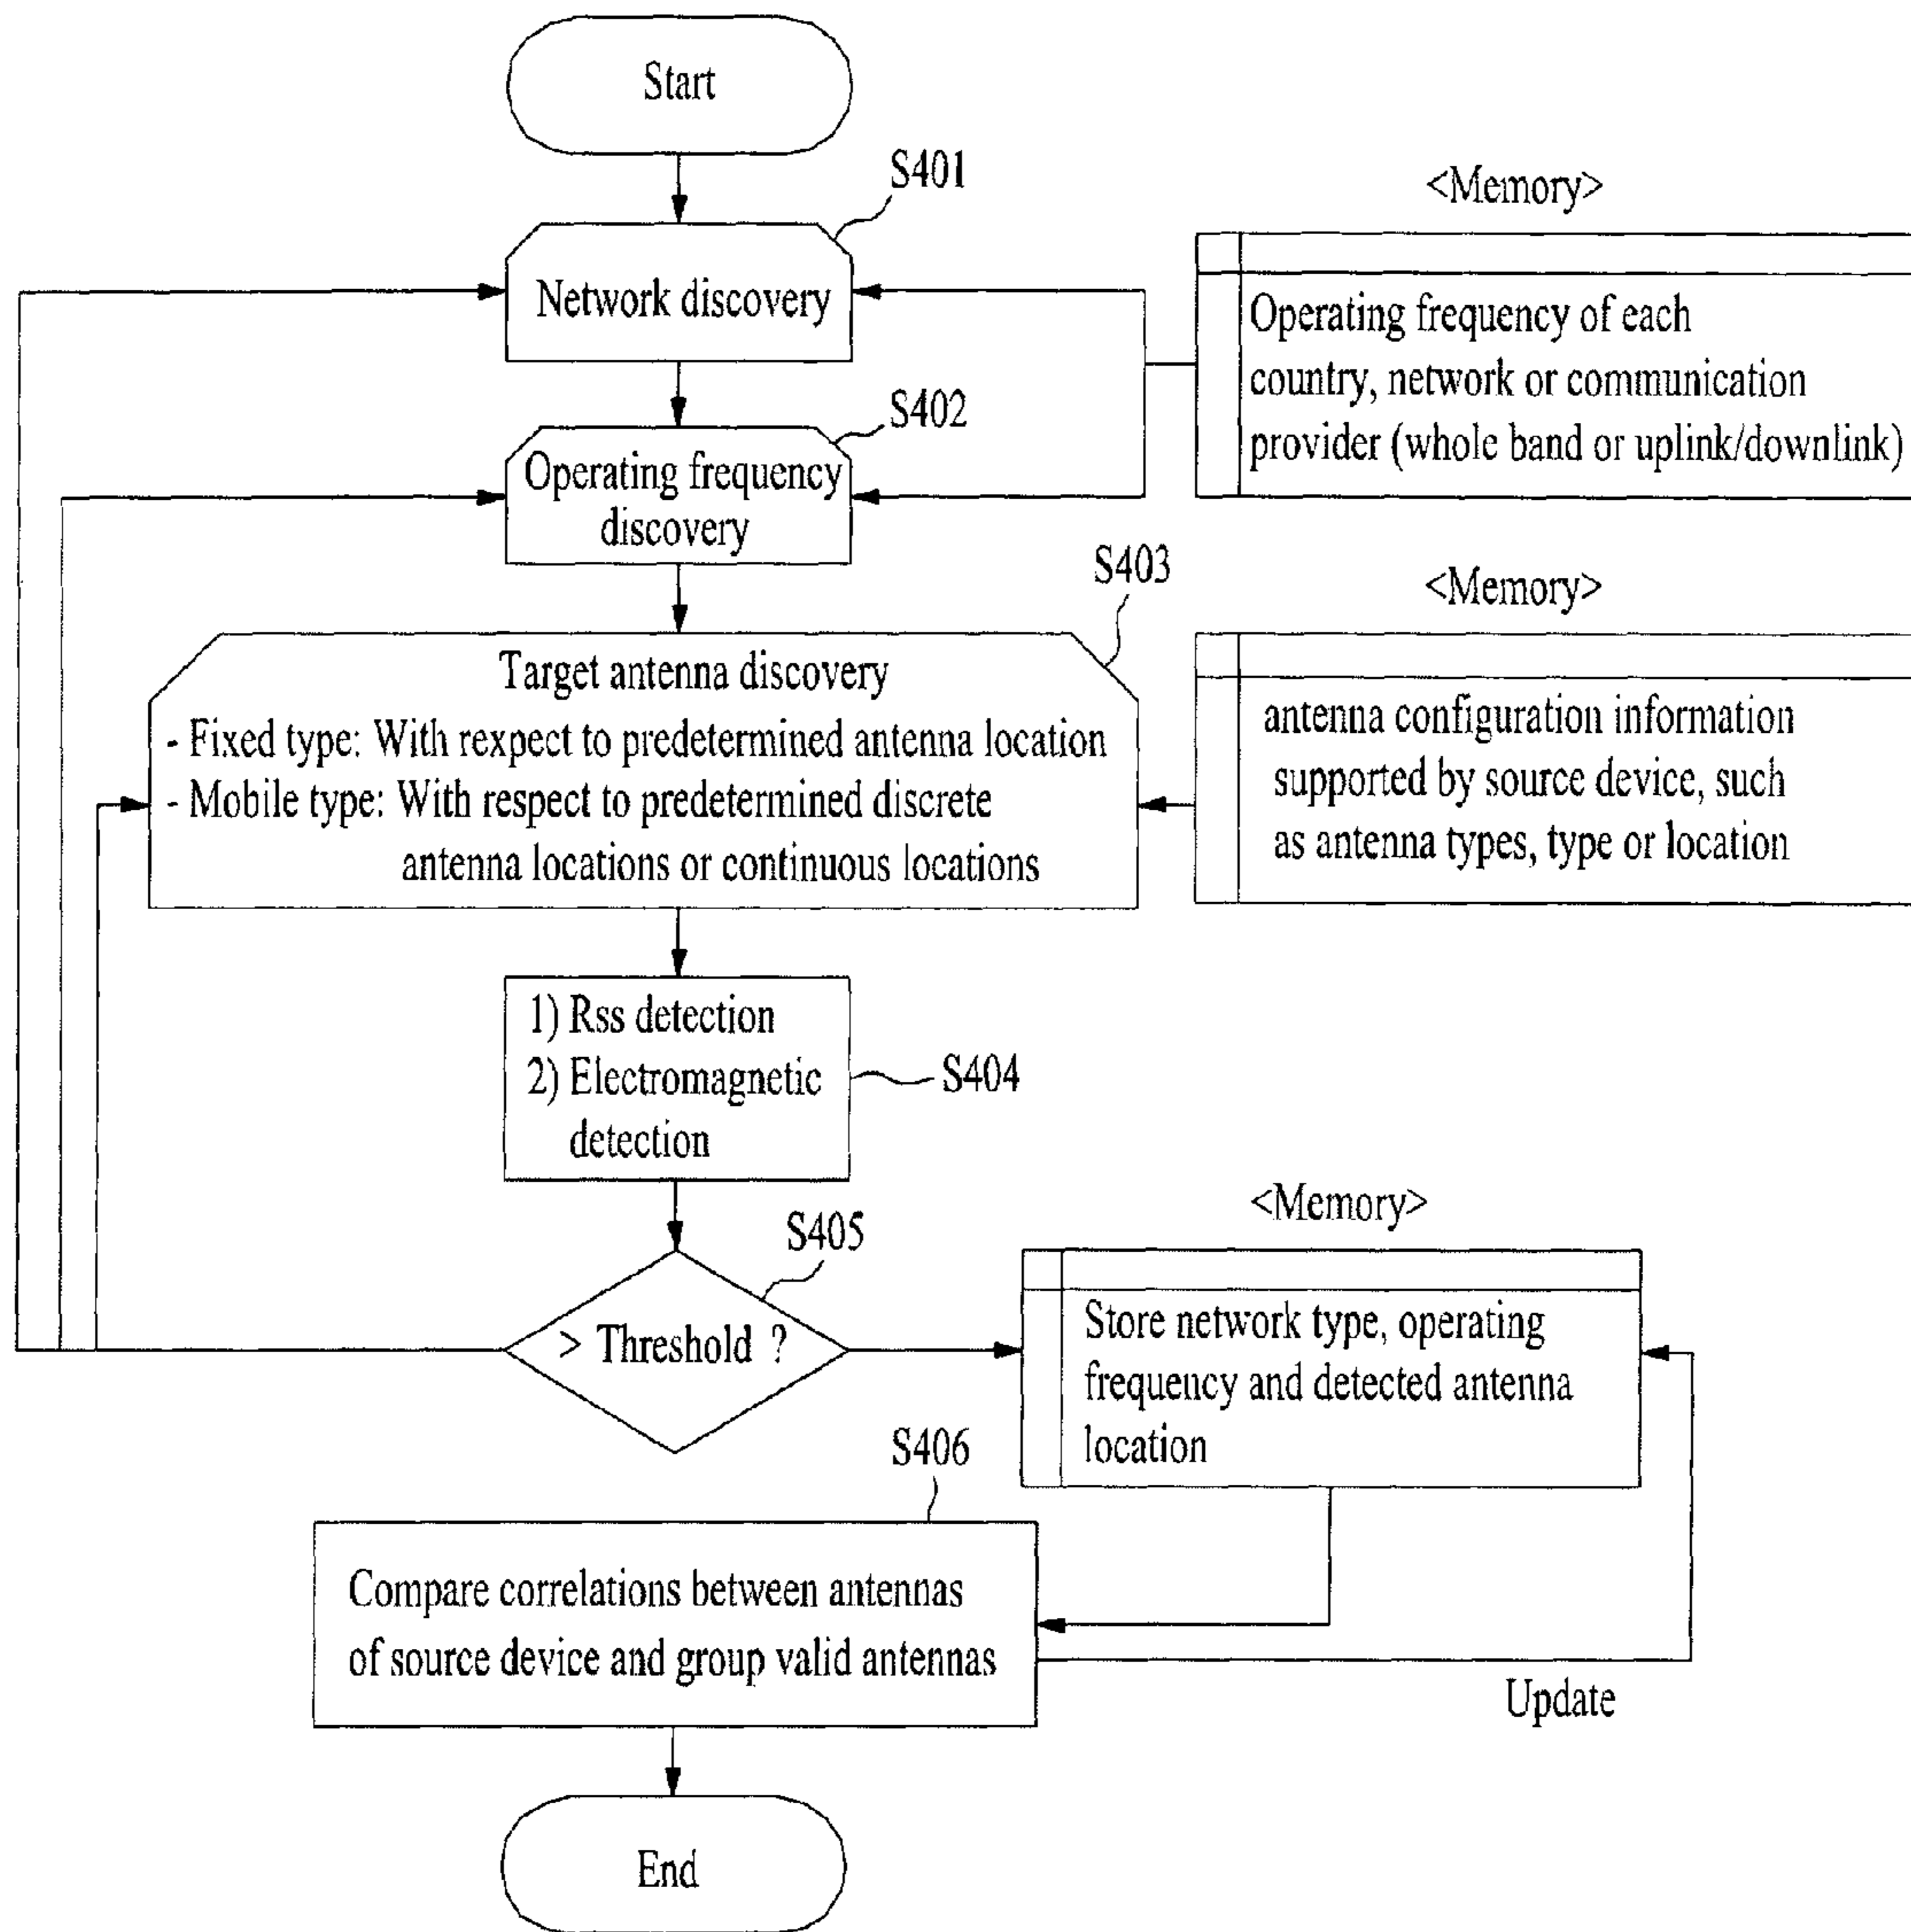 Start
S401
<Memory>
Network discovery
Operating frequency of each
country, network or communication
provider (whole band or uplink/downlink)
S402
Operating frequency
discovery
S403
<Memory>
Target antenna discovery
- Fixed type: With rexpect to predetermined antenna location
- Mobile type: With respect to predetermined discrete
antenna locations or continuous locations
antenna configuration information
supported by source device, such
as antenna types, type or location
1) Rss detection
2) Electromagnetic
detection
S404
S405
<Memory>
> Threshold ?
Store network type, operating
frequency and detected antenna
location
S406
Compare correlations between antennas
of source device and group valid antennas
Update
End